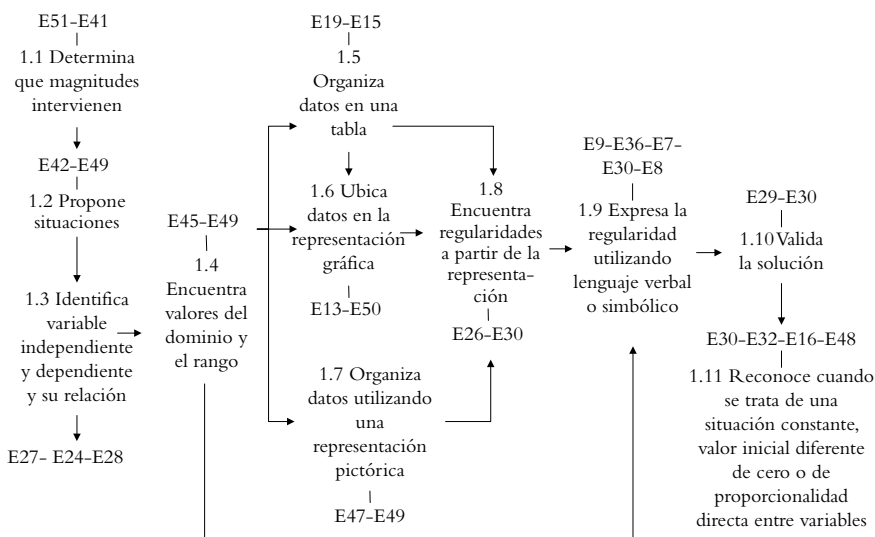 E51-E41
1.1 Determina
que magnitudes
intervienen
E42-E49
1.2 Propone
situaciones
1.3 Identifica
variable
independiente
y dependiente
y su relación
E27- E24-E28
E45-E49
1.4
Encuentra
valores del
dominio y
el rango
E19-E15
1.5
Organiza
datos en una
tabla
1.6 Ubica
datos en la
representación
gráfica
E13-E50
1.7 Organiza
datos utilizando
una
representación
pictórica
E47-E49
1.8
Encuentra
regularidades
a partir de la
representa-
ción
E26-E30
E9-E36-E7-
E30-E8
1.9 Expresa la
regularidad
utilizando
lenguaje verbal
o simbólico
E29-E30
1.10 Valida
la solución
E30-E32-E16-E48
1.11 Reconoce cuando
se trata de una
situación constante,
valor inicial diferente
de cero o de
proporcionalidad
directa entre variables